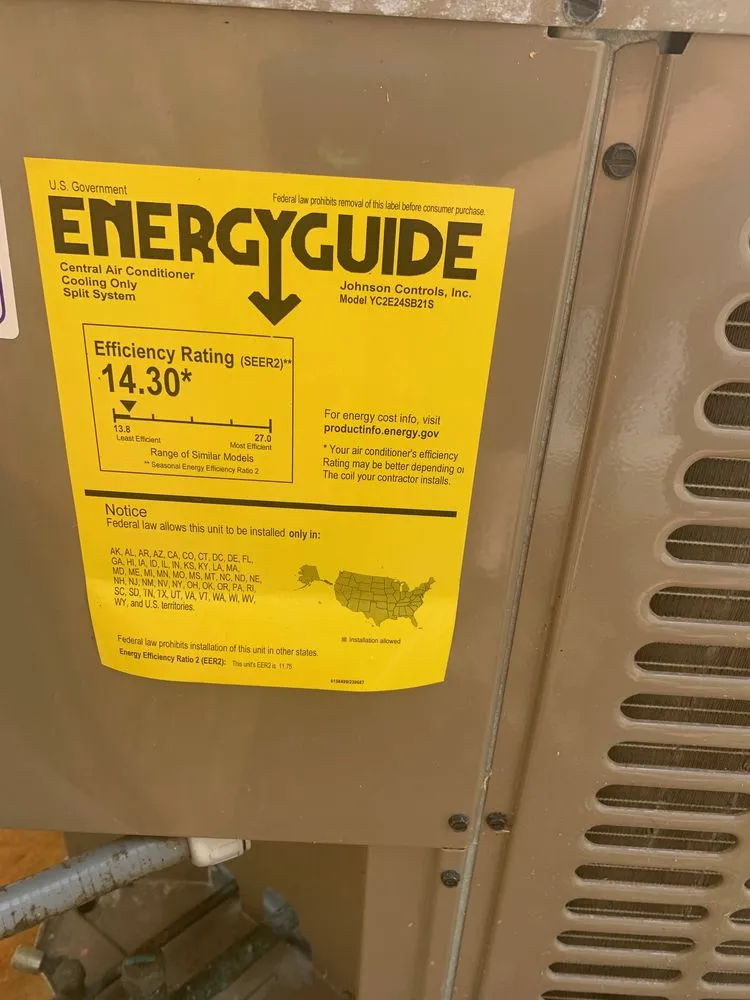 U.S. Government
Federal law prohibits removal of this label before consumer purchase.
ENERGYGUIDE
Central Air Conditioner
Cooling Only
Split System
Johnson Controls, Inc.
Model YC2E24SB21S
Efficiency Rating (SEER2)**
14.30*
13.8
27.0
Least Efficient
Most Efficient
Range of Similar Models
** Seasonal Energy Efficiency Ratio 2
For energy cost info, visit
productinfo.energy.gov
* Your air conditioner's efficiency
Rating may be better depending on
The coil your contractor installs.
Notice
Federal law allows this unit to be installed only in:
AK, AL, AR, AZ, CA, CO, CT, DC, DE, FL,
GA, HI, IA, ID, IL, IN, KS, KY, LA, MA,
MD, ME, MI, MN, MO, MS, MT, NC, ND, NE,
NH, NJ, NM, NV, NY, OH, OK, OR, PA, RI,
SC, SD, TN, TX, UT, VA, VT, WA, WI, WV,
WY, and U.S. territories.
Installation allowed
Federal law prohibits installation of this unit in other states.
Energy Efficiency Ratio 2 (EER2): This unit's EER2 is 11.75